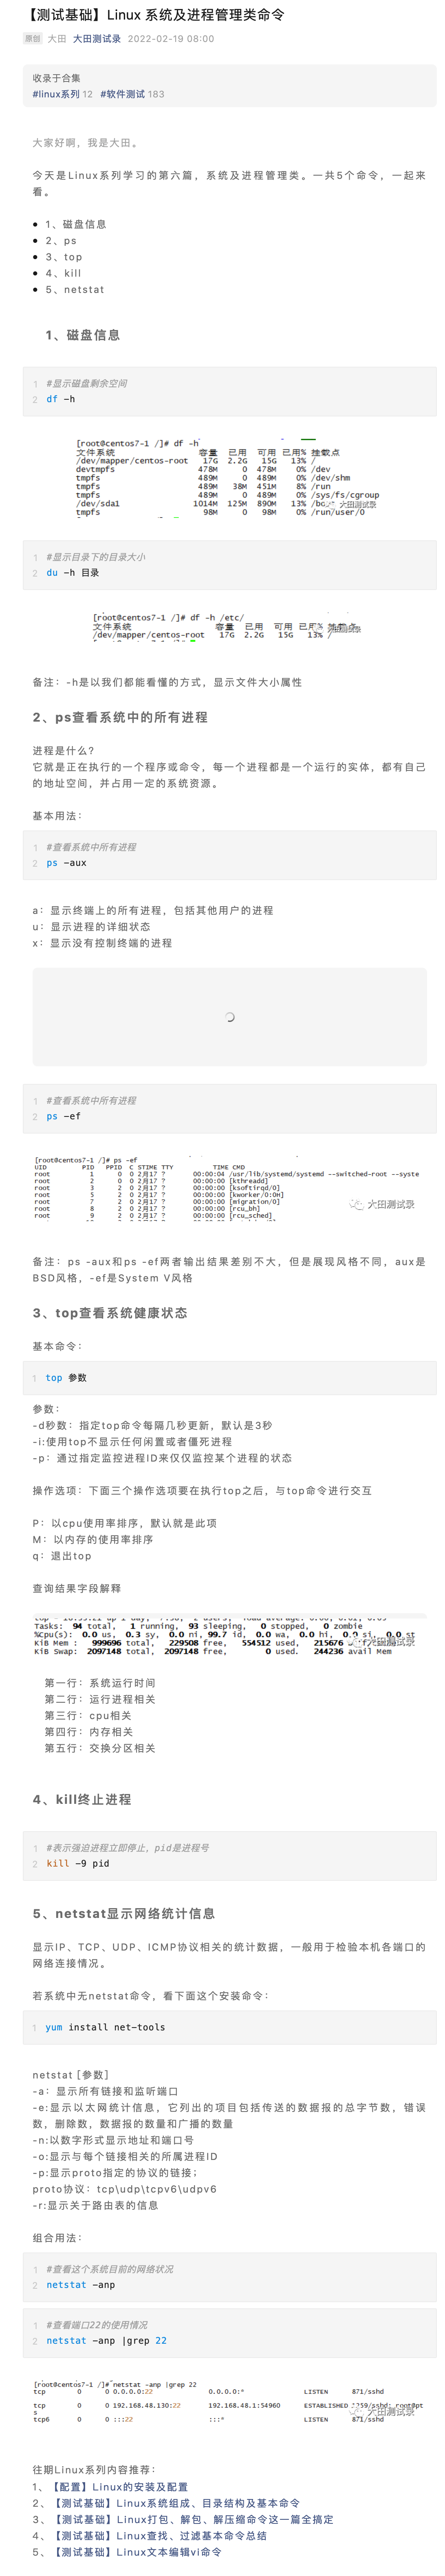 【测试基础】Linux 系统及进程管理类命令
原创 大田 大田测试录 2022-02-19 08:00
收录于合集
#linux系列 12 #软件测试 183
大家好啊，我是大田。
今天是Linux系列学习的第六篇，系统及进程管理类。一共5个命令，一起来
看。
1、磁盘信息
2、ps
3、top
4、kill
5、netstat
1、磁盘信息
1 #显示磁盘剩余空间
2 df -h
[root@centos7-1 /]# df -h
文件系统 容量 已用 可用 已用% 挂载点
/dev/mapper/centos-root 17G 2.2G 15G 13% /
devtmpfs 478M 0 478M 0% /dev
tmpfs 489M 0 489M 0% /dev/shm
tmpfs 489M 38M 451M 8% /run
tmpfs 489M 0 489M 0% /sys/fs/cgroup
/dev/sda1 1014M 125M 890M 13% 大田测试录
tmpfs 98M 0 98M 0% /run/user/0
1 #显示目录下的目录大小
2 du -h 目录
[root@centos7-1 /]# df -h /etc/
文件系统 容量 已用 可用
/dev/mapper/centos-root 17G 2.2G 15G 13% /
备注：-h是以我们都能看懂的方式，显示文件大小属性
2、ps查看系统中的所有进程
进程是什么？
它就是正在执行的一个程序或命令，每一个进程都是一个运行的实体，都有自己
的地址空间，并占用一定的系统资源。
基本用法：
1 #查看系统中所有进程
2 ps -aux
a：显示终端上的所有进程，包括其他用户的进程
u：显示进程的详细状态
x：显示没有控制终端的进程
1 #查看系统中所有进程
2 ps -ef
[root@centos7-1 /]# ps -ef
UID PID PPID C STIME TTY TIME CMD
root 1 0 0 2月17 ? 00:00:04 /usr/lib/systemd/systemd --switched-root --syste
root 2 0 0 2月17 ? 00:00:00 [kthreadd]
root 3 2 0 2月17 ? 00:00:00 [ksoftirqd/0]
root 5 2 0 2月17 ? 00:00:00 [kworker/0:0H]
root 7 2 0 2月17 ? 00:00:00 [migration/0]
root 8 2 0 2月17 ? 00:00:00 [rcu_bh]
root 9 2 0 2月17 ? 00:00:00 [rcu_sched]
大田测试录
备注：ps -aux和ps -ef两者输出结果差别不大，但是展现风格不同，aux是
BSD风格，-ef是System V风格
3、top查看系统健康状态
基本命令：
1 top 参数
参数：
-d秒数：指定top命令每隔几秒更新，默认是3秒
-i:使用top不显示任何闲置或者僵死进程
-p：通过指定监控进程ID来仅仅监控某个进程的状态
操作选项：下面三个操作选项要在执行top之后，与top命令进行交互
P：以cpu使用率排序，默认就是此项
M：以内存的使用率排序
q：退出top
查询结果字段解释
Tasks: 94 total, 1 running, 93 sleeping, 0 stopped, 0 zombie
%Cpu(s): 0.0 us, 0.3 sy, 0.0 ni, 99.7 id, 0.0 wa, 0.0 hi, 0.0 si, 0.0 st
KiB Mem : 999696 total, 229508 free, 554512 used, 215676 大田测试录
KiB Swap: 2097148 total, 2097148 free, 0 used. 244236 avail Mem
第一行：系统运行时间
第二行：运行进程相关
第三行：cpu相关
第四行：内存相关
第五行：交换分区相关
4、kill终止进程
1 #表示强迫进程立即停止，pid是进程号
2 kill -9 pid
5、netstat显示网络统计信息
显示IP、TCP、UDP、ICMP协议相关的统计数据，一般用于检验本机各端口的
网络连接情况。
若系统中无netstat命令，看下面这个安装命令：
1 yum install net-tools
netstat [参数]
-a：显示所有链接和监听端口
-e:显示以太网统计信息，它列出的项目包括传送的数据报的总字节数，错误
数，删除数，数据报的数量和广播的数量
-n:以数字形式显示地址和端口号
-o:显示与每个链接相关的所属进程ID
-p:显示proto指定的协议的链接；
proto协议：tcp\udp\tcpv6\udpv6
-r:显示关于路由表的信息
组合用法：
1 #查看这个系统目前的网络状况
2 netstat -anp
1 #查看端口22的使用情况
2 netstat -anp |grep 22
[root@centos7-1 /]# netstat -anp |grep 22
tcp 0 0 0.0.0.0:22 0.0.0.0:* LISTEN 871/sshd
tcp 0 0 192.168.48.130:22 192.168.48.1:54960 ESTABLISHED
s
tcp6 0 0 :::22 :::* LISTEN 871/sshd
大田测试录
往期Linux系列内容推荐：
1、【配置】Linux的安装及配置
2、【测试基础】Linux系统组成、目录结构及基本命令
3、【测试基础】Linux打包、解包、解压缩命令这一篇全搞定
4、【测试基础】Linux查找、过滤基本命令总结
5、【测试基础】Linux文本编辑vi命令